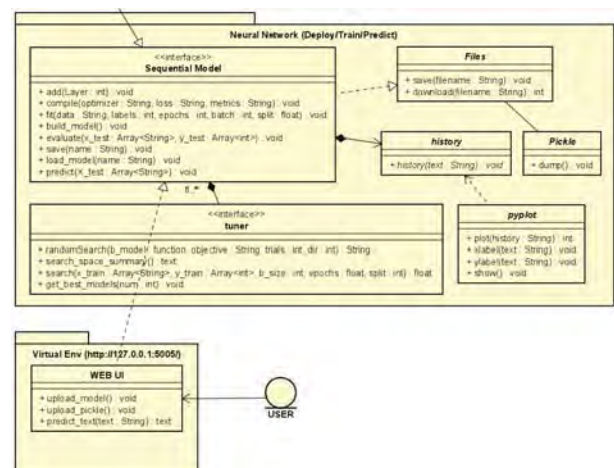 Neural Network (Deploy/Train/Predict)
<<interface>>
Sequential Model
+ add(Layer : int) : void
+ compile(optimizer : String, loss : String, metrics : String) : void
+ fit(data : String, labels : int, epochs : int, batch : int, split : float) : void
+ build_model() : void
+ evaluate(x_test : Array<String>, y_test : Array<int>) : void
+ save(name : String) : void
+ load_model(name : String) : void
+ predict(X_test : Array<String>) : void
Files
+ save(filename : String) : void
+ download(filename : String) : int
history
+ history(text : String) : void
Pickle
+ dump() : void
<<interface>>
tuner
+ randomSearch(b_model : function, objective : String, trials : int, dir : int) : String
+ search_space_summary() : text
+ search(x_train : Array<String>, y_train : Array<int>, b_size : int, epochs : float, split : int) : float
+ get_best_models(num : int) : void
pyplot
+ plot(history : String) : int
+ xlabel(text : String) : void
+ ylabel(text : String) : void
+ show() : void
Virtual Env (http://127.0.0.1:5005/)
WEB UI
+ upload_model() : void
+ upload_pickle() : void
+ predict_text(text : String) : text
USER